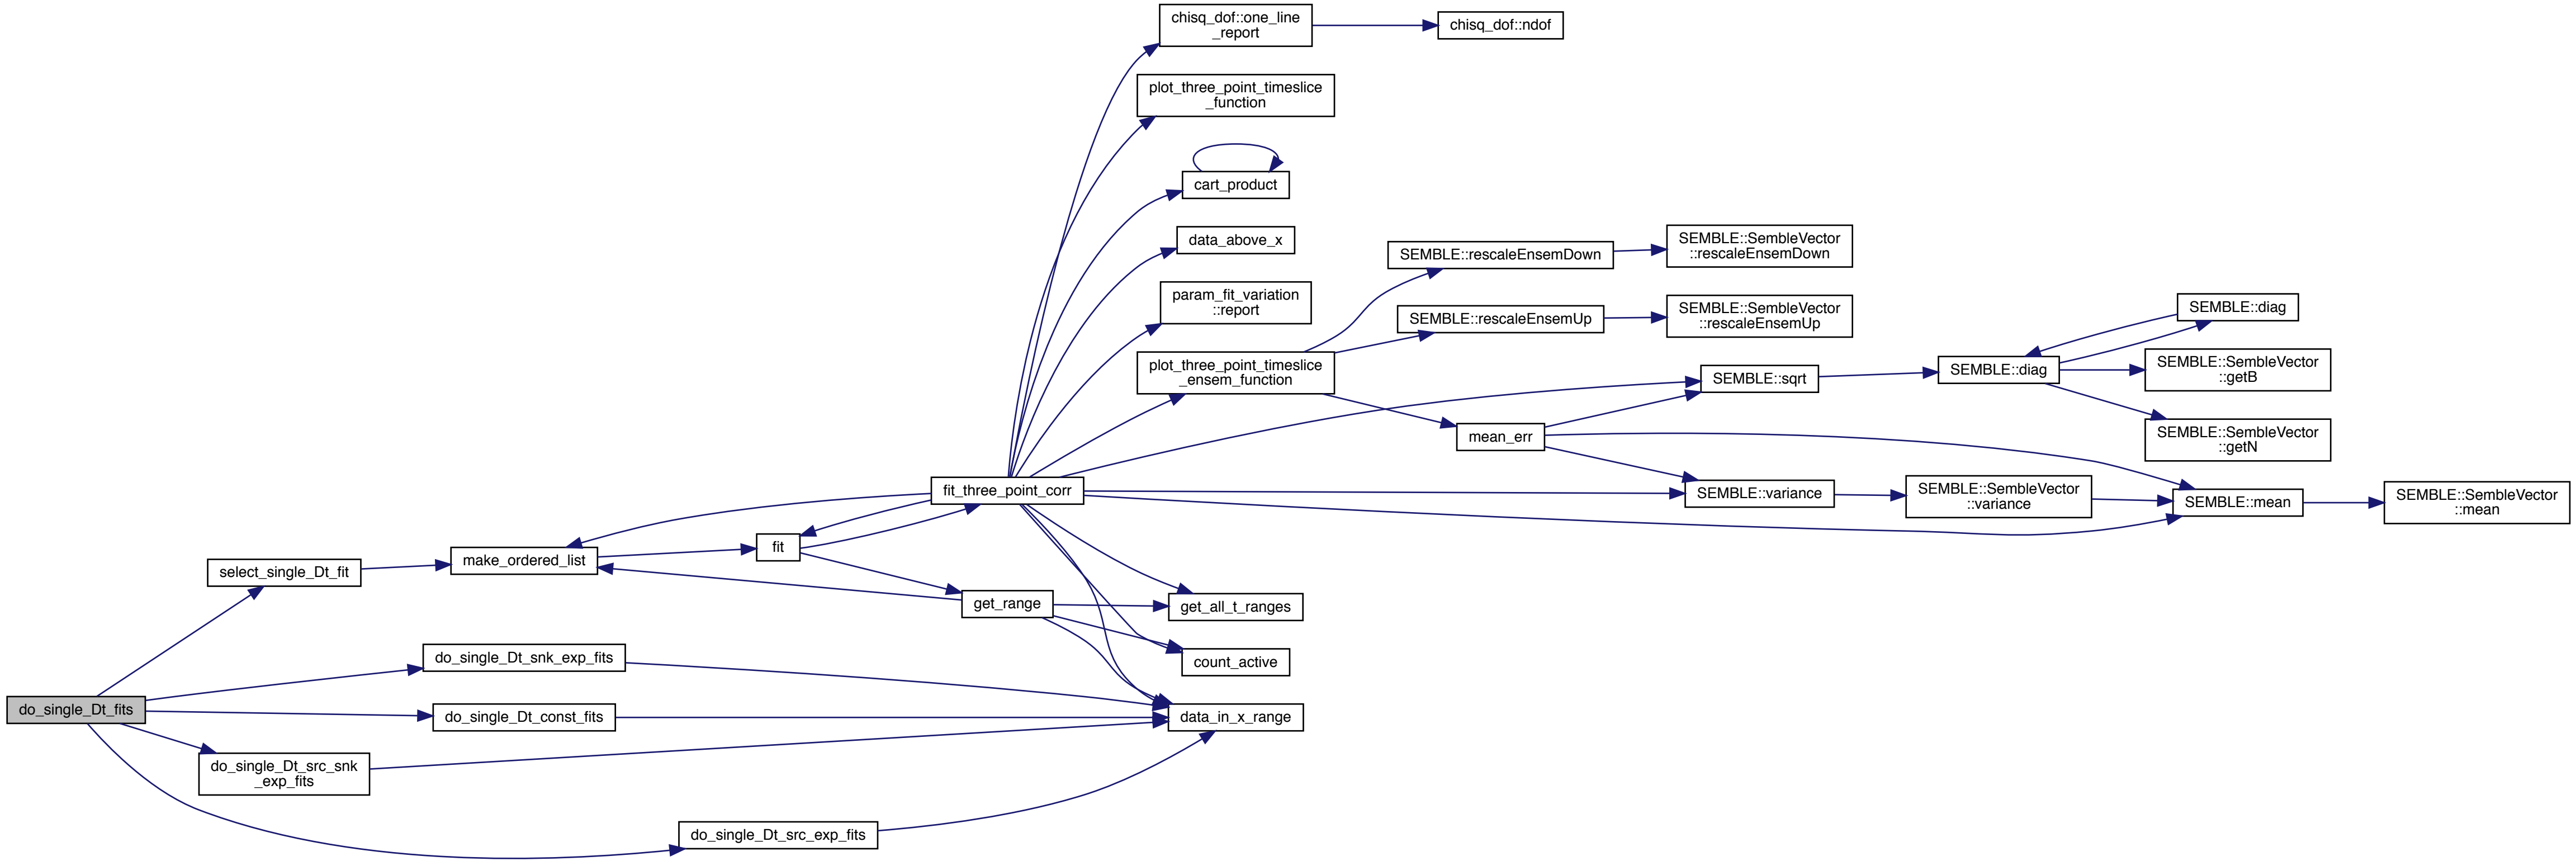 chisq_dof::one_line
_report
chisq_dof::ndof
plot_three_point_timeslice
_function
cart_product
data_above_x
SEMBLE::rescaleEnsemDown
SEMBLE::SembleVector
::rescaleEnsemDown
param_fit_variation
::report
SEMBLE::rescaleEnsemUp
SEMBLE::SembleVector
::rescaleEnsemUp
SEMBLE::diag
plot_three_point_timeslice
_ensem_function
SEMBLE::sqrt
SEMBLE::diag
SEMBLE::SembleVector
::getB
mean_err
SEMBLE::SembleVector
::getN
fit_three_point_corr
SEMBLE::variance
SEMBLE::SembleVector
::variance
SEMBLE::mean
SEMBLE::SembleVector
::mean
fit
make_ordered_list
select_single_Dt_fit
get_range
get_all_t_ranges
do_single_Dt_snk_exp_fits
count_active
do_single_Dt_fits
do_single_Dt_const_fits
data_in_x_range
do_single_Dt_src_snk
_exp_fits
do_single_Dt_src_exp_fits